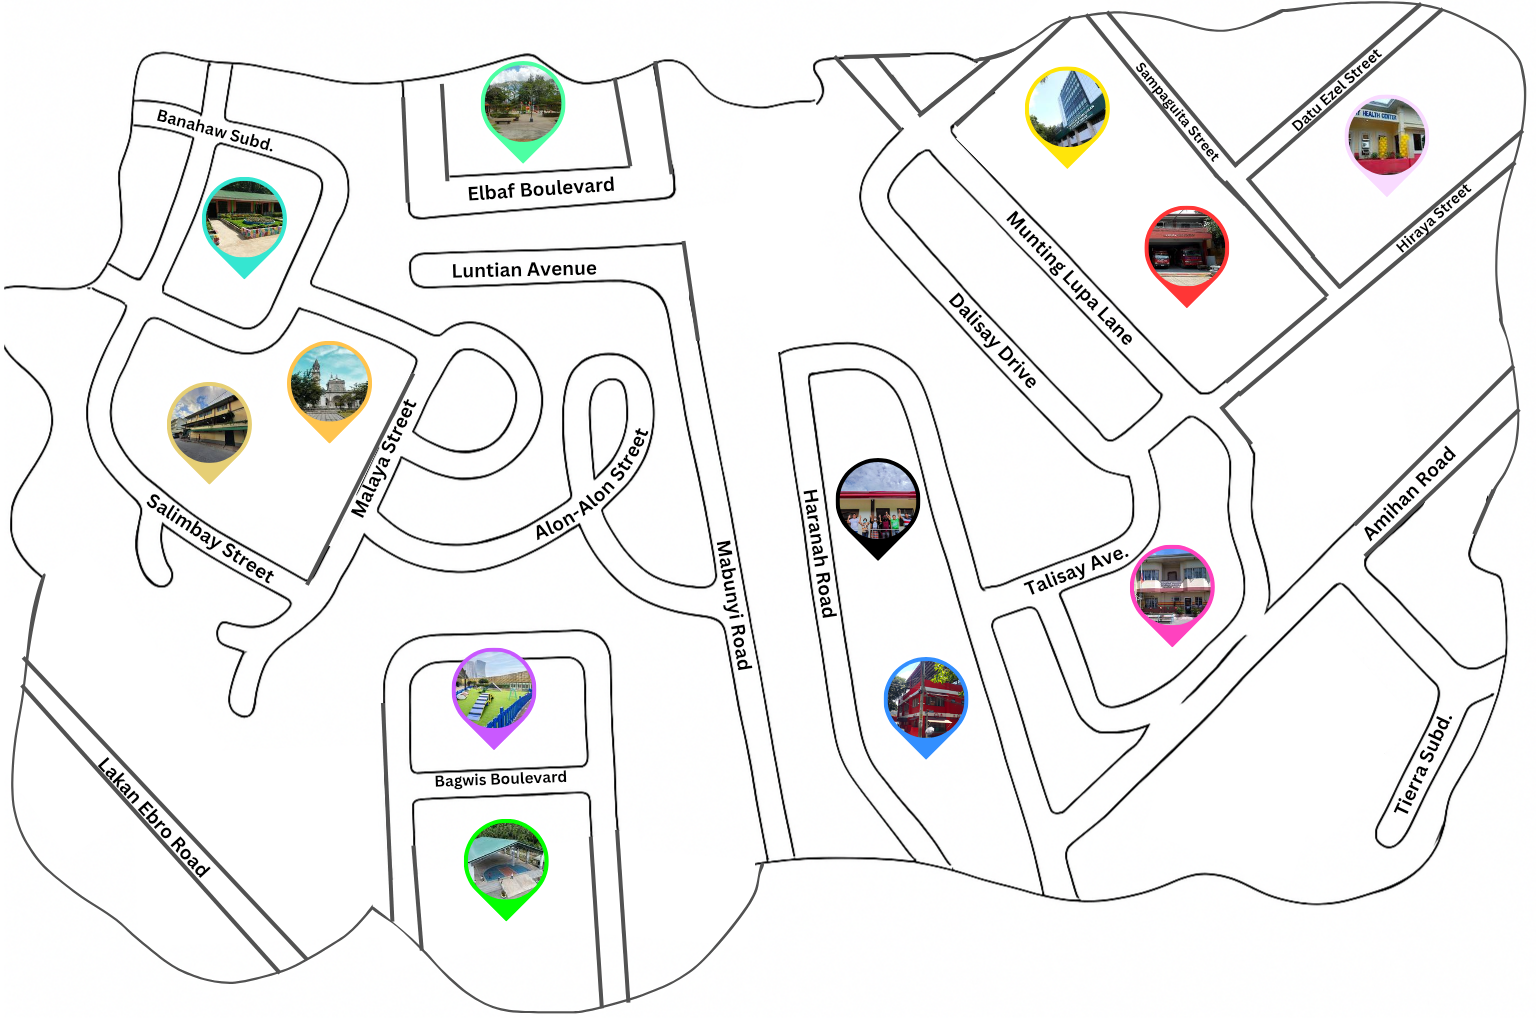 Sampaguita Street
Datu Ezel Street
HEALTH CENTER
Banahaw Subd.
Elbaf Boulevard
Hiraya Street
Munting Lupa Lane
Luntian Avenue
Dalisay Drive
Malaya Street
Alon-Alon Street
Amihan Road
Salimbay Street
Haranah Road
Mabunyi Road
Talisay Ave.
Bagwis Boulevard
Tierra Subd.
Lakan Ebro Road